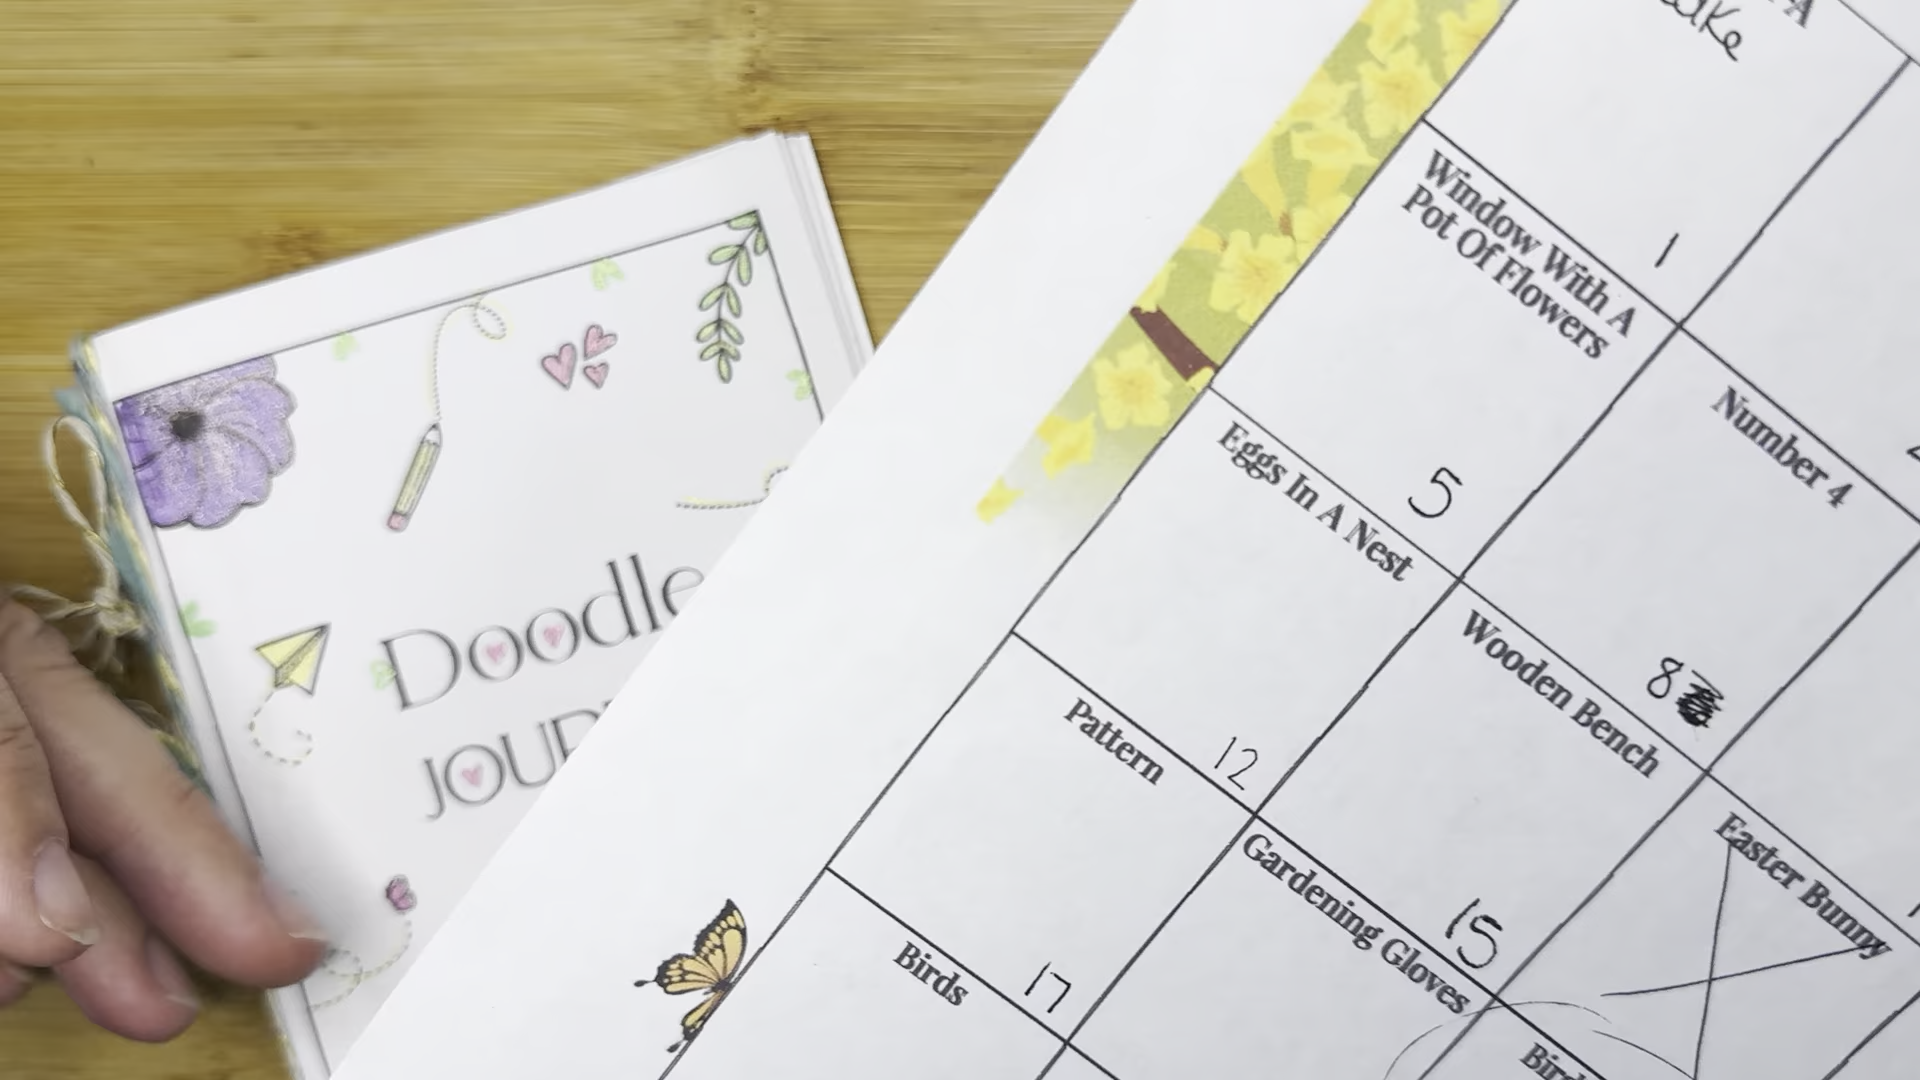 Doodle
JOUR
Window With A
Pot Of Flowers
1
Number 4
5
Eggs In A Nest
8
Wooden Bench
12
Pattern
Easter Bunny
15
Gardening Gloves
17
Birds